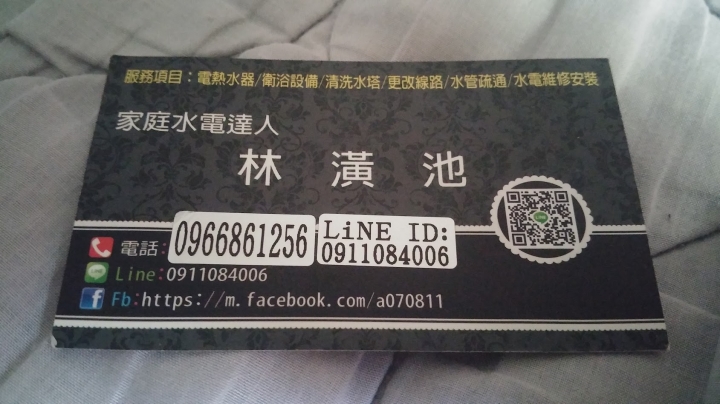 服務項目：電熱水器/衛浴設備/清洗水塔/更改線路/水管疏通/水電維修安裝
家庭水電達人
林潢池
電話：0966861256 LiNE ID:
0911084006
Line:0911084006
Fb:https://m.facebook.com/a070811